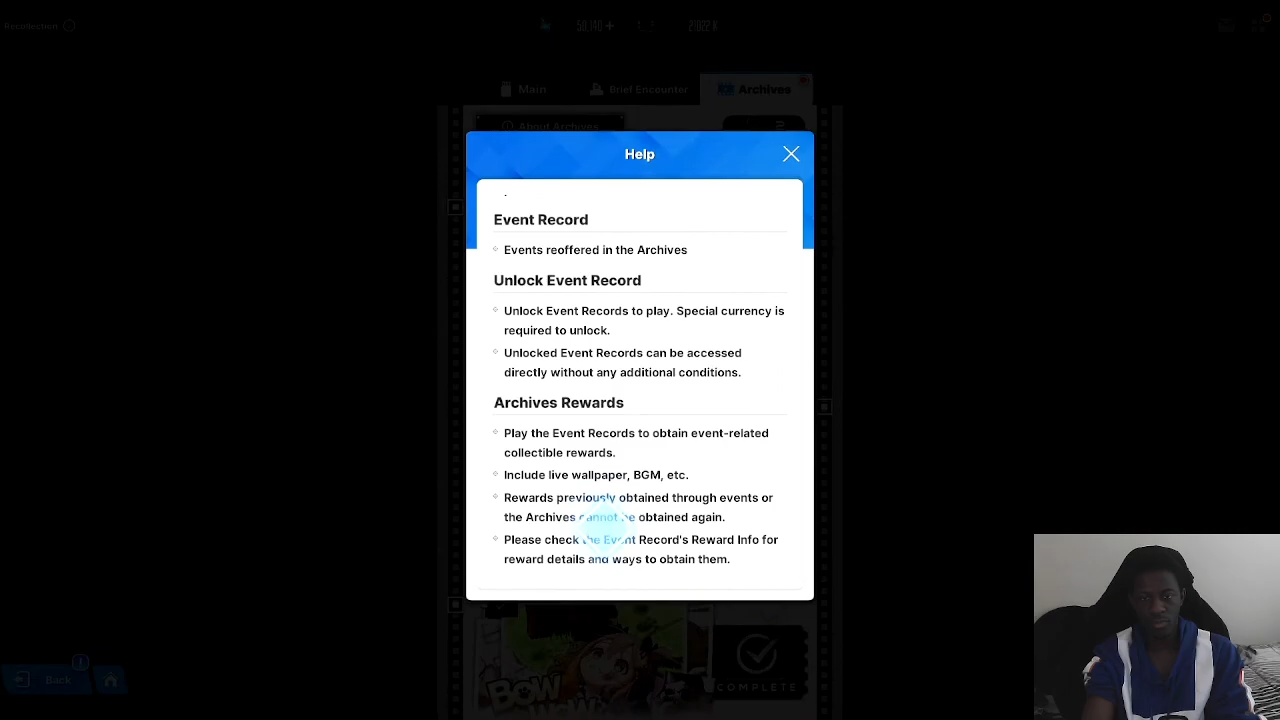 Recollection
Main
Brief Encounter
Archives
About Archives
Help
Event Record
Events reoffered in the Archives
Unlock Event Record
Unlock Event Records to play. Special currency is
required to unlock.
Unlocked Event Records can be accessed
directly without any additional conditions.
Archives Rewards
Play the Event Records to obtain event-related
collectible rewards.
Include live wallpaper, BGM, etc.
Rewards previously obtained through events or
the Archives cannot be obtained again.
Please check the Event Record's Reward Info for
reward details and ways to obtain them.
BOW
COMPLETE
Back